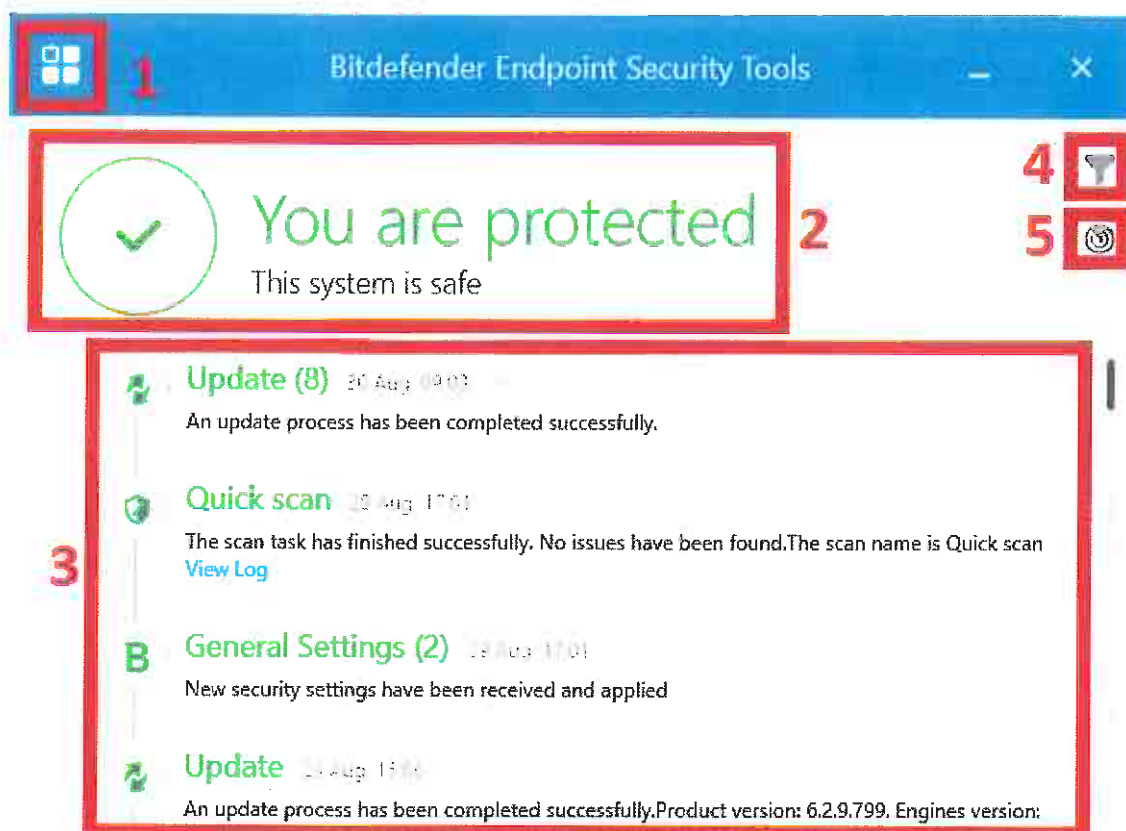 1
Bitdefender Endpoint Security Tools
You are protected
This system is safe
2
4
5
3
Update (8)
An update process has been completed successfully.
Quick scan
The scan task has finished successfully. No issues have been found.The scan name is Quick scan
View Log
B
General Settings (2)
New security settings have been received and applied
Update
An update process has been completed successfully.Product version: 6.2.9.799. Engines version: